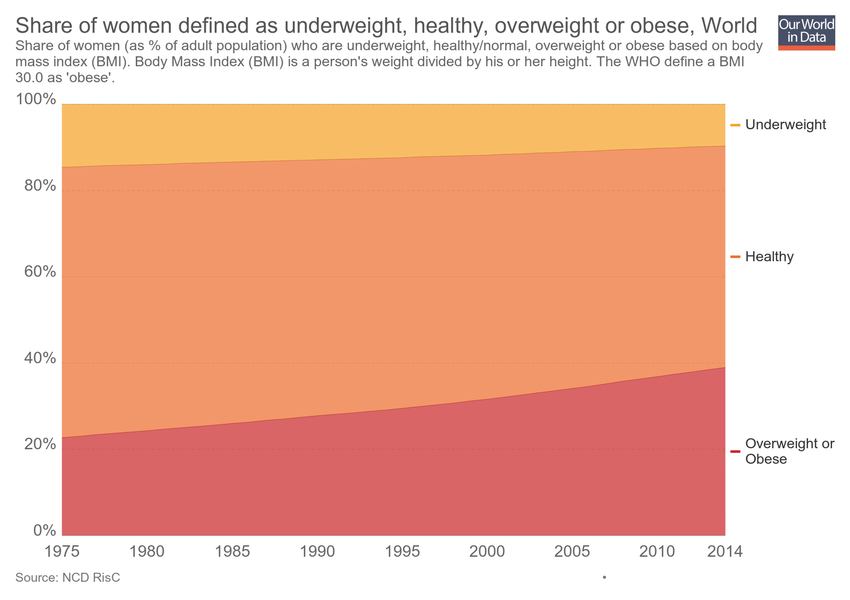 Share of women defined as underweight, healthy, overweight or obese, World
Our World
in Data
Share of women (as % of adult population) who are underweight, healthy/normal, overweight or obese based on body
mass index (BMI). Body Mass Index (BMI) is a person's weight divided by his or her height. The WHO define a BMI
30.0 as 'obese'.
100%
80%
60%
40%
20%
0%
Underweight
Healthy
Overweight or
Obese
1975
1980
1985
1990
1995
2000
2005
2010
2014
Source: NCD RisC